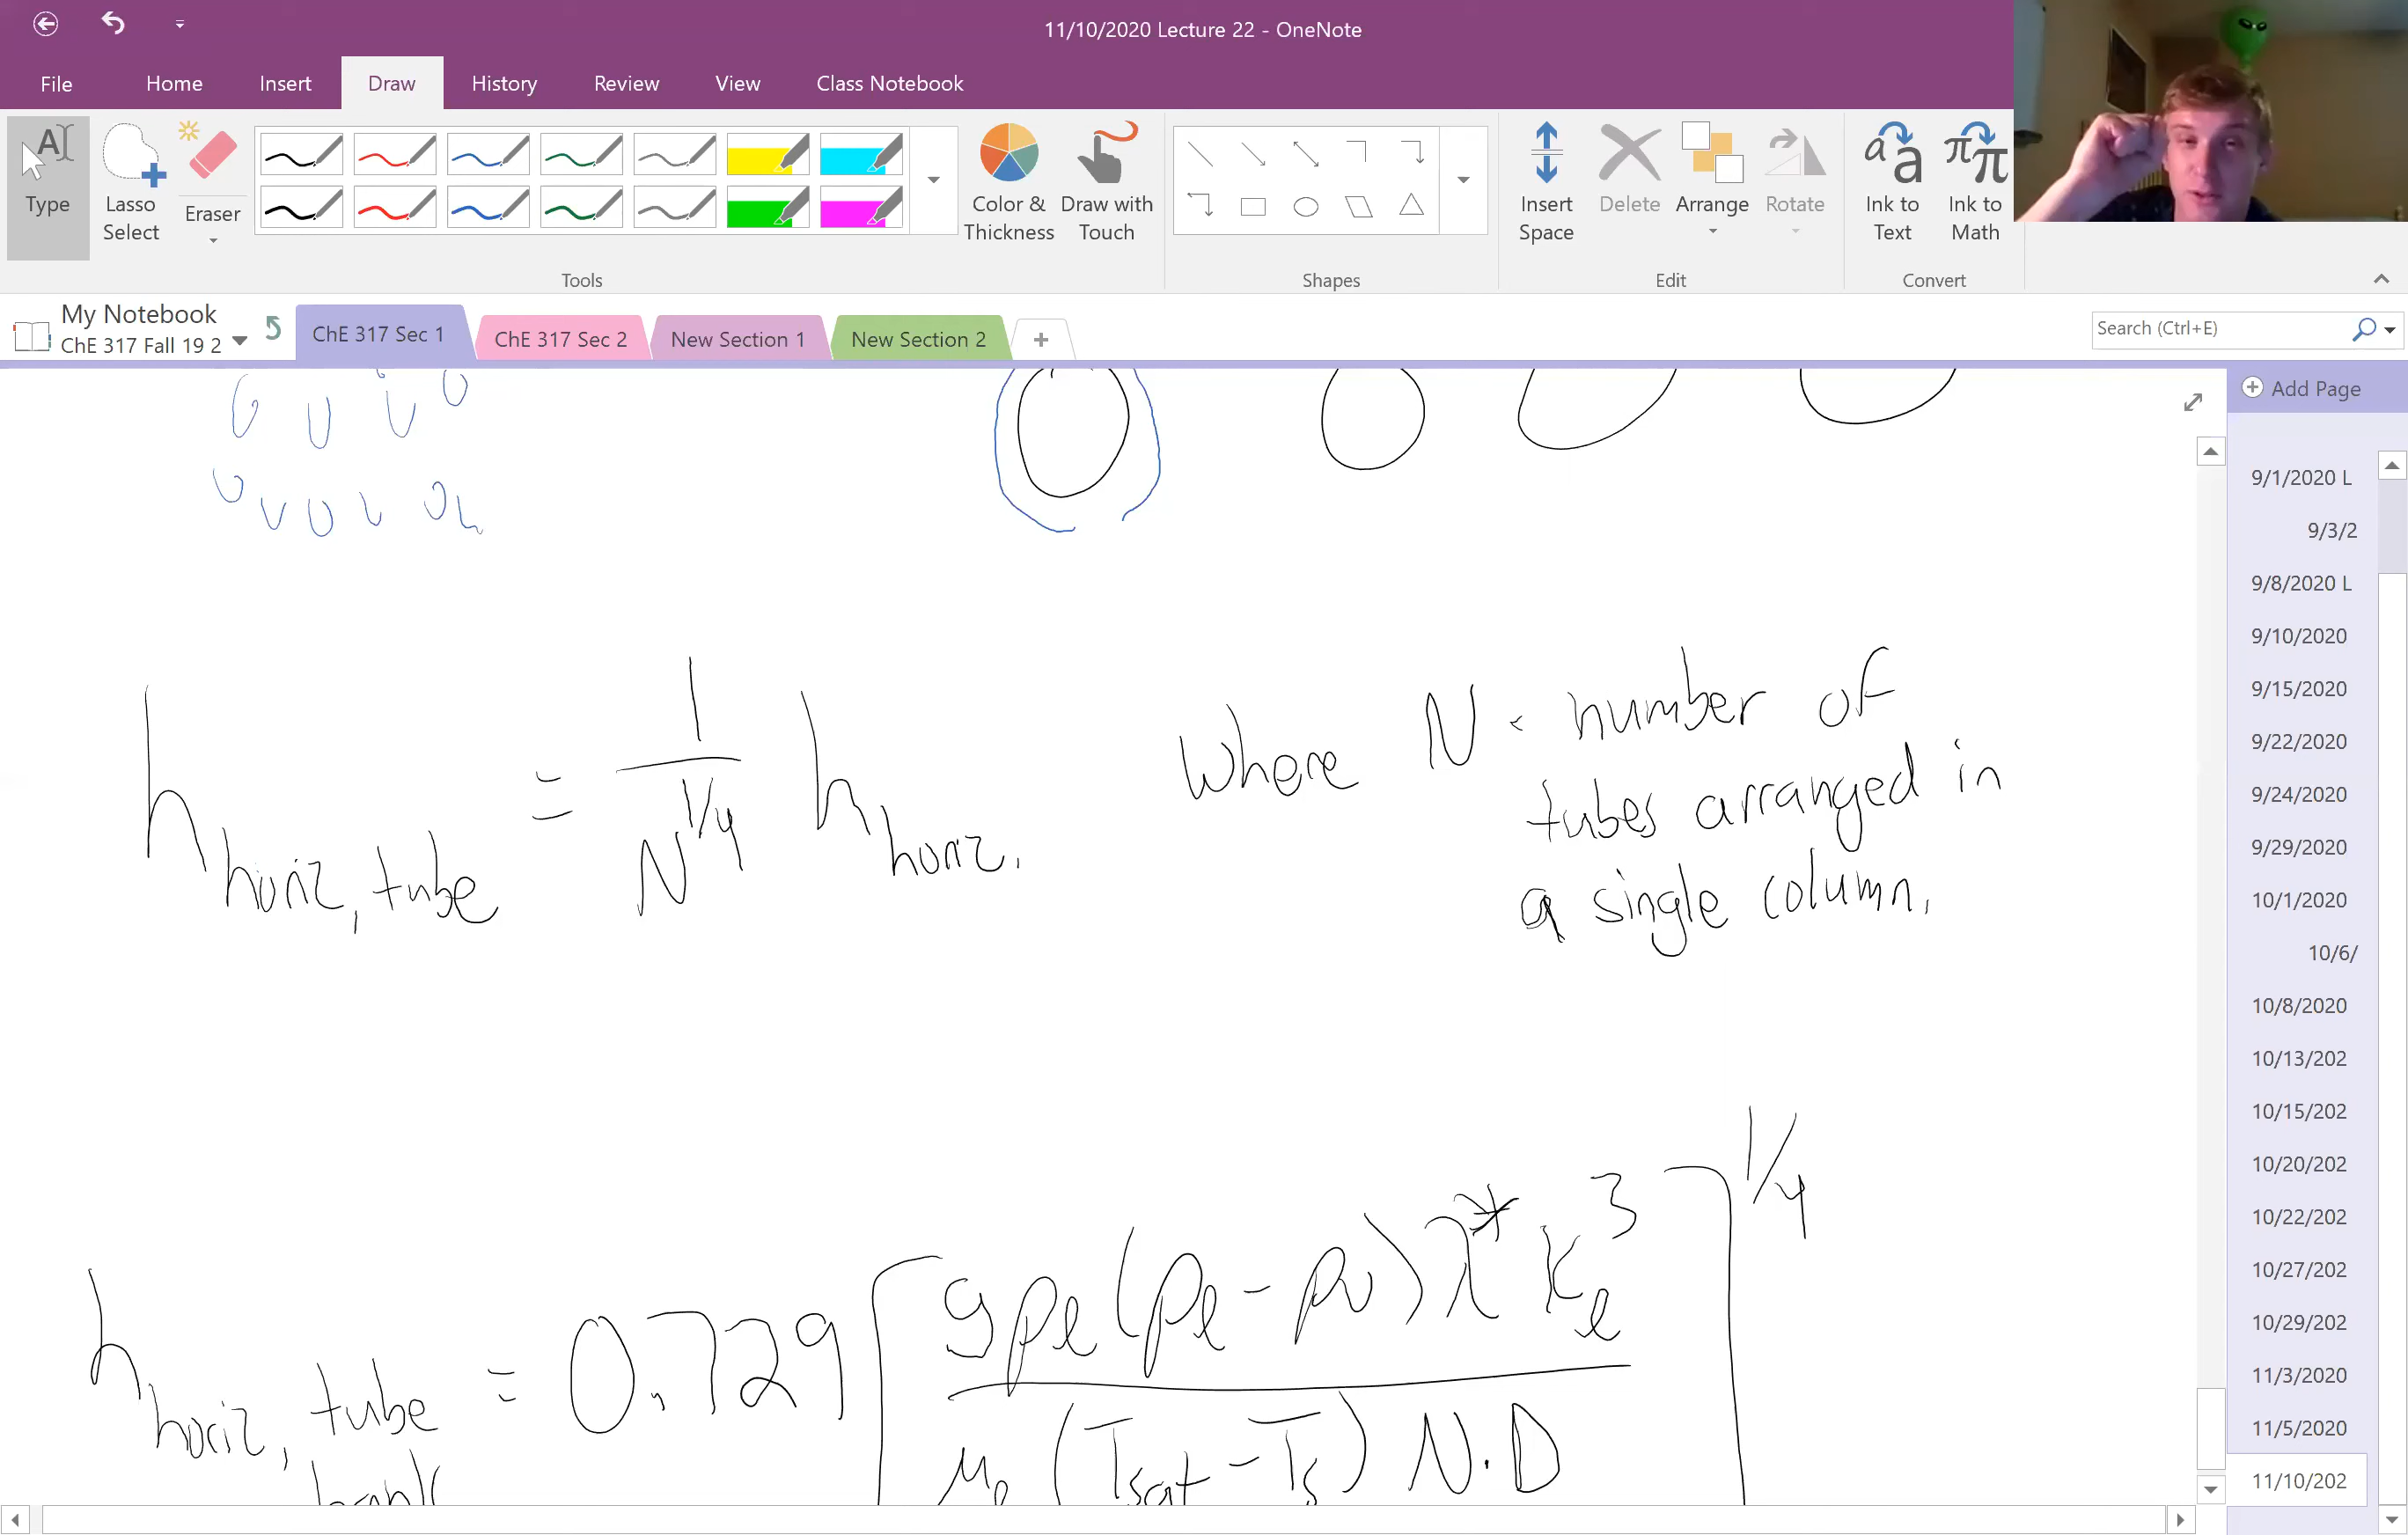 11/10/2020 Lecture 22 - OneNote
File Home Insert Draw History Review View Class Notebook
Type
Lasso Select
Eraser
Color & Thickness
Draw with Touch
Insert Space
Delete
Arrange
Rotate
Ink to Text
Ink to Math
Tools Shapes Edit Convert
My Notebook
ChE 317 Fall 19 2
ChE 317 Sec 1 ChE 317 Sec 2 New Section 1 New Section 2 +
Search (Ctrl+E)
Add Page
9/1/2020 L
9/3/2
9/8/2020 L
9/10/2020
9/15/2020
9/22/2020
9/24/2020
9/29/2020
10/1/2020
10/6/
10/8/2020
10/13/202
10/15/202
10/20/202
10/22/202
10/27/202
10/29/202
11/3/2020
11/5/2020
11/10/202
h horiz, tube = 1 / N^1/4 h horiz.
where N = number of
tubes arranged in
a single column.
h horiz, tube bank = 0.729 [ g ρl (ρl - ρv) λ* kl^3 / μl (Tsat - Ts) N·D ]^1/4